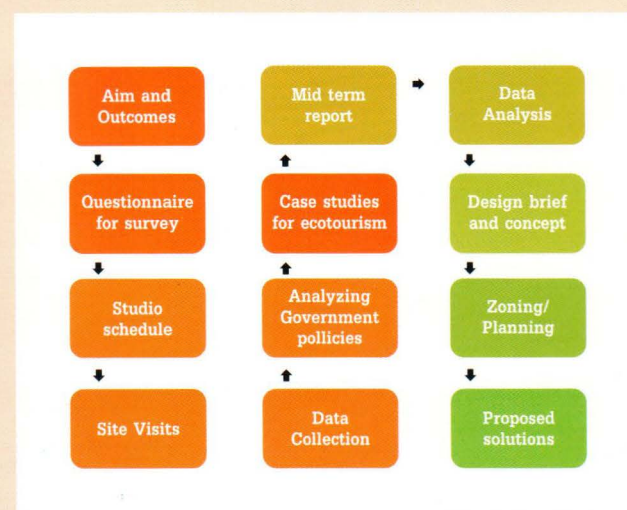 Aim and
Outcomes
Questionnaire
for survey
Studio
schedule
Site Visits
Data
Collection
Analyzing
Government
pollicies
Case studies
for ecotourism
Mid term
report
Data
Analysis
Design brief
and concept
Zoning/
Planning
Proposed
solutions